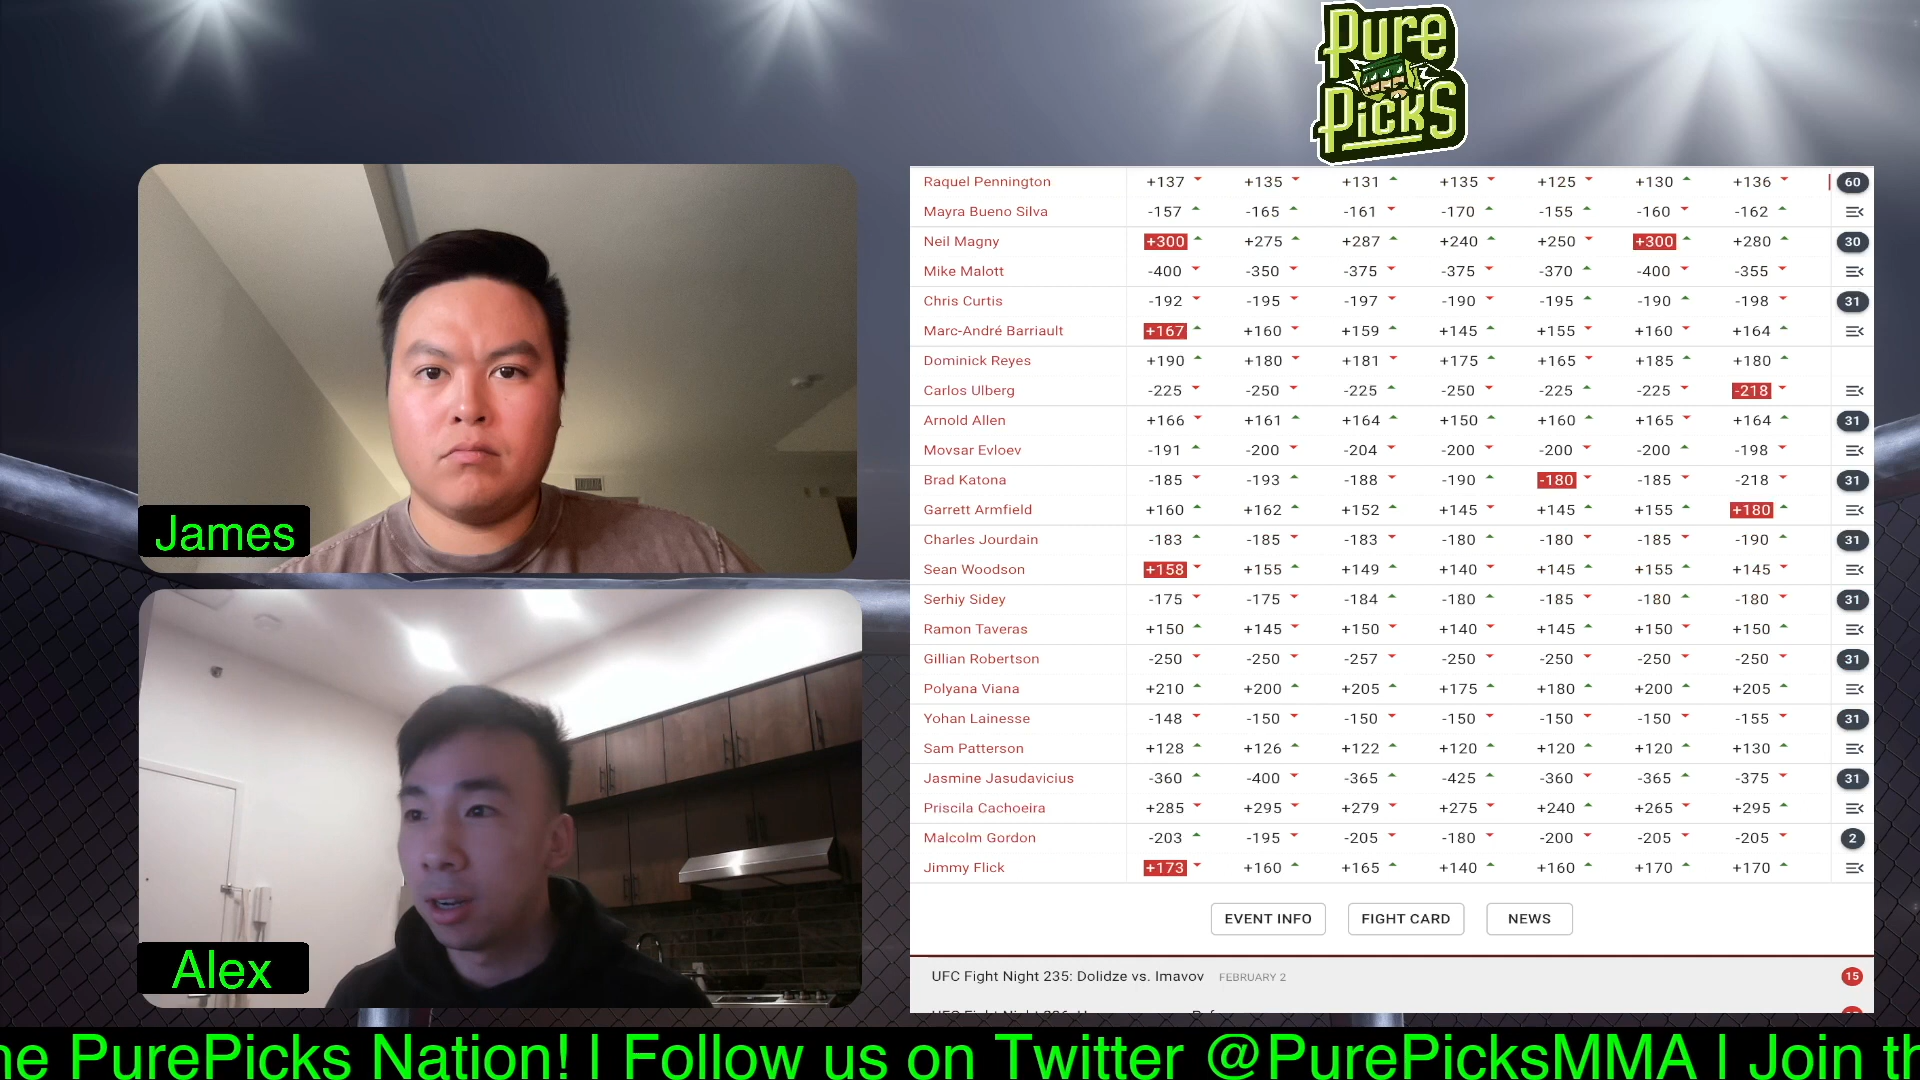 Pure
Picks
James
Alex
Raquel Pennington +137 +135 +131 +135 +125 +130 +136 60
Mayra Bueno Silva -157 -165 -161 -170 -155 -160 -162
Neil Magny +300 +275 +287 +240 +250 +300 +280 30
Mike Malott -400 -350 -375 -375 -370 -400 -355
Chris Curtis -192 -195 -197 -190 -195 -190 -198 31
Marc-André Barriault +167 +160 +159 +145 +155 +160 +164
Dominick Reyes +190 +180 +181 +175 +165 +185 +180
Carlos Ulberg -225 -250 -225 -250 -225 -225 -218
Arnold Allen +166 +161 +164 +150 +160 +165 +164 31
Movsar Evloev -191 -200 -204 -200 -200 -200 -198
Brad Katona -185 -193 -188 -190 -180 -185 -218 31
Garrett Armfield +160 +162 +152 +145 +145 +155 +180
Charles Jourdain -183 -185 -183 -180 -180 -185 -190 31
Sean Woodson +158 +155 +149 +140 +145 +155 +145
Serhiy Sidey -175 -175 -184 -180 -185 -180 -180 31
Ramon Taveras +150 +145 +150 +140 +145 +150 +150
Gillian Robertson -250 -250 -257 -250 -250 -250 -250 31
Polyana Viana +210 +200 +205 +175 +180 +200 +205
Yohan Lainesse -148 -150 -150 -150 -150 -150 -155 31
Sam Patterson +128 +126 +122 +120 +120 +120 +130
Jasmine Jasudavicius -360 -400 -365 -425 -360 -365 -375 31
Priscila Cachoeira +285 +295 +279 +275 +240 +265 +295
Malcolm Gordon -203 -195 -205 -180 -200 -205 -205 2
Jimmy Flick +173 +160 +165 +140 +160 +170 +170
EVENT INFO FIGHT CARD NEWS
UFC Fight Night 235: Dolidze vs. Imavov FEBRUARY 2 15
he PurePicks Nation! | Follow us on Twitter @PurePicksMMA | Join th